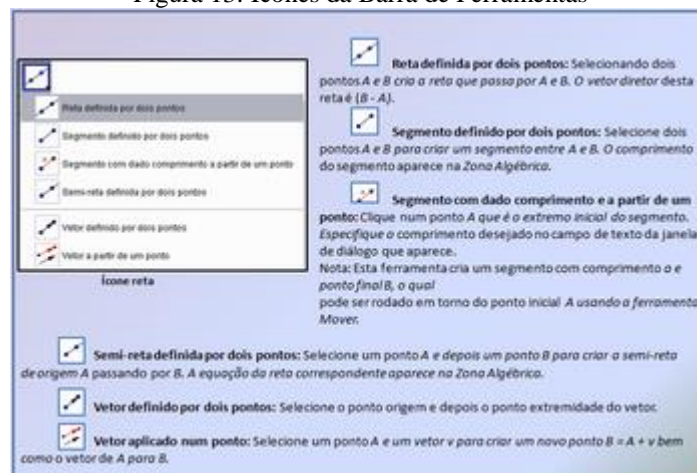 Figura 15: Ícones da Barra de Ferramentas
Reta definida por dois pontos
Segmento definido por dois pontos
Segmento com dado comprimento a partir de um ponto
Semi-reta definida por dois pontos
Vetor definido por dois pontos
Vetor a partir de um ponto
Ícone reta
Reta definida por dois pontos: Selecionando dois
pontos A e B cria a reta que passa por A e B. O vetor diretor desta
reta é (B - A).
Segmento definido por dois pontos: Selecione dois
pontos A e B para criar um segmento entre A e B. O comprimento
do segmento aparece na Zona Algébrica.
Segmento com dado comprimento e a partir de um
ponto: Clique num ponto A que é o extremo inicial do segmento.
Especifique o comprimento desejado no campo de texto da janela
de diálogo que aparece.
Nota: Esta ferramenta cria um segmento com comprimento a e
ponto final B, o qual
pode ser rodado em torno do ponto inicial A usando a ferramenta
Mover.
Semi-reta definida por dois pontos: Selecione um ponto A e depois um ponto B para criar a semi-reta
de origem A passando por B. A equação da reta correspondente aparece na Zona Algébrica.
Vetor definido por dois pontos: Selecione o ponto origem e depois o ponto extremidade do vetor.
Vetor aplicado num ponto: Selecione um ponto A e um vetor v para criar um novo ponto B = A + v bem
como o vetor de A para B.